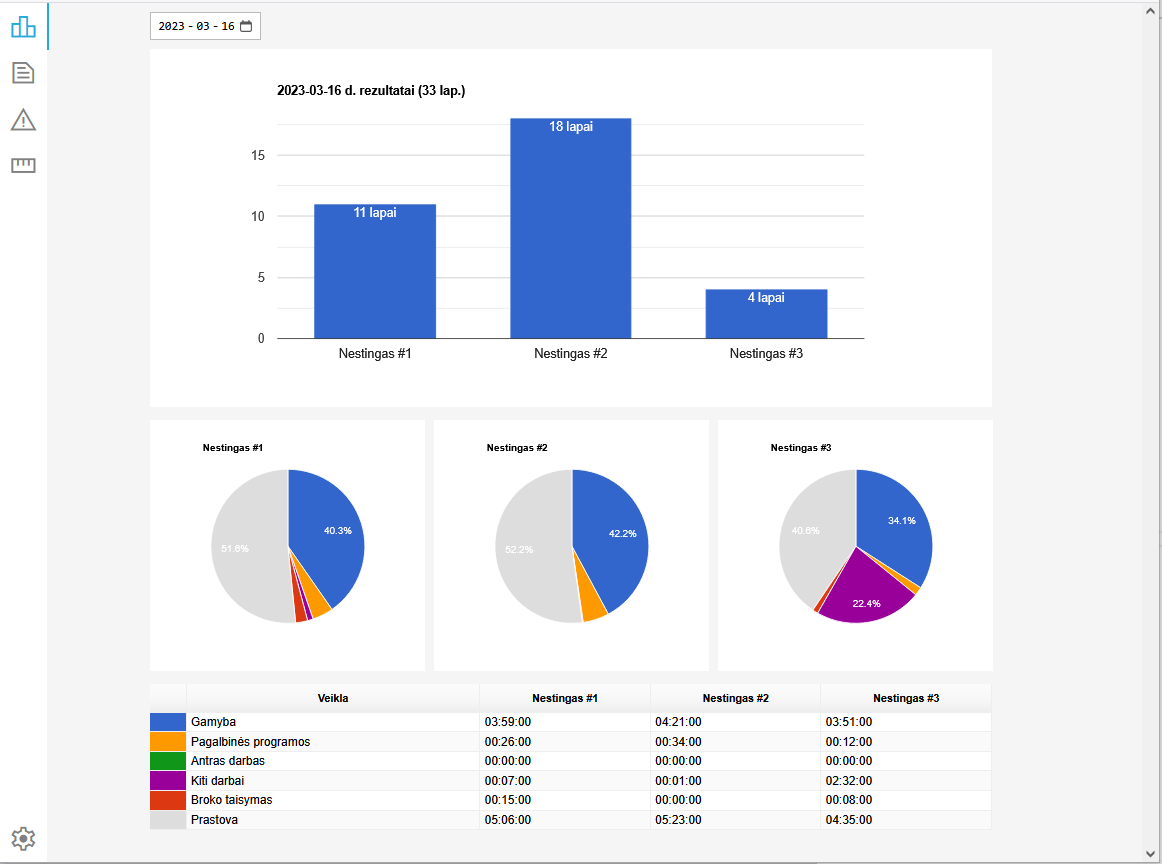 2023 - 03 - 16
2023-03-16 d. rezultatai (33 lap.)
18 lapai
15
11 lapai
10
5
4 lapai
0
Nestingas #1 Nestingas #2 Nestingas #3
Nestingas #1 Nestingas #2 Nestingas #3
40.3% 51.6%
42.2% 52.2%
34.1% 40.6% 22.4%
Veikla Nestingas #1 Nestingas #2 Nestingas #3
Gamyba 03:59:00 04:21:00 03:51:00
Pagalbinės programos 00:26:00 00:34:00 00:12:00
Antras darbas 00:00:00 00:00:00 00:00:00
Kiti darbai 00:07:00 00:01:00 02:32:00
Broko taisymas 00:15:00 00:00:00 00:08:00
Prastova 05:06:00 05:23:00 04:35:00